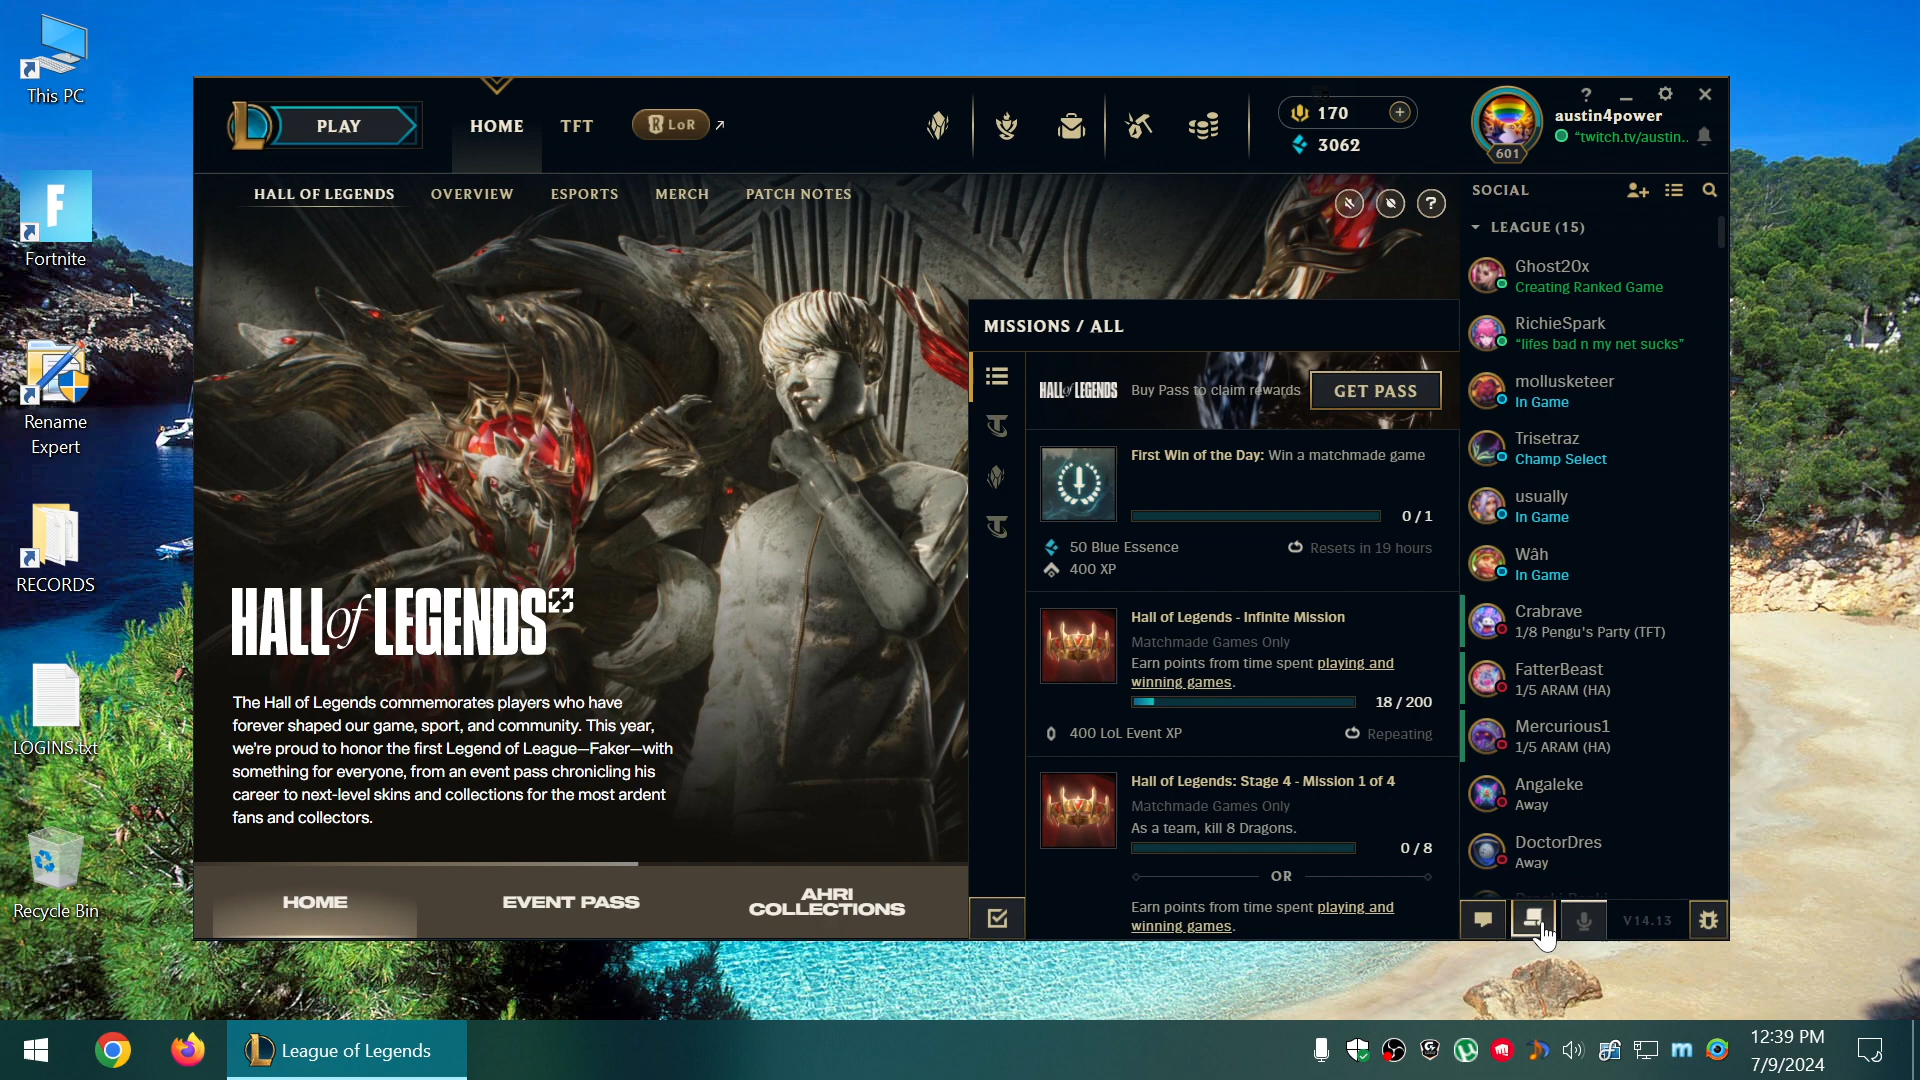 This PC
Fortnite
Rename
Expert
RECORDS
LOGINS.txt
Recycle Bin
PLAY
HOME
TFT
LoR
170
3062
601
austin4power
"twitch.tv/austin..
HALL OF LEGENDS
OVERVIEW
ESPORTS
MERCH
PATCH NOTES
HALL of LEGENDS
The Hall of Legends commemorates players who have
forever shaped our game, sport, and community. This year,
we're proud to honor the first Legend of League—Faker—with
something for everyone, from an event pass chronicling his
career to next-level skins and collections for the most ardent
fans and collectors.
HOME
EVENT PASS
AHRI
COLLECTIONS
MISSIONS / ALL
HALL of LEGENDS
Buy Pass to claim rewards
GET PASS
First Win of the Day: Win a matchmade game
0 / 1
50 Blue Essence
Resets in 19 hours
400 XP
Hall of Legends - Infinite Mission
Matchmade Games Only
Earn points from time spent playing and
winning games.
18 / 200
400 LoL Event XP
Repeating
Hall of Legends: Stage 4 - Mission 1 of 4
Matchmade Games Only
As a team, kill 8 Dragons.
0 / 8
OR
Earn points from time spent playing and
winning games.
SOCIAL
LEAGUE (15)
Ghost20x
Creating Ranked Game
RichieSpark
"lifes bad n my net sucks"
mollusketeer
In Game
Trisetraz
Champ Select
usually
In Game
Wâh
In Game
Crabrave
1/8 Pengu's Party (TFT)
FatterBeast
1/5 ARAM (HA)
Mercurious1
1/5 ARAM (HA)
Angaleke
Away
DoctorDres
Away
V14.13
League of Legends
12:39 PM
7/9/2024